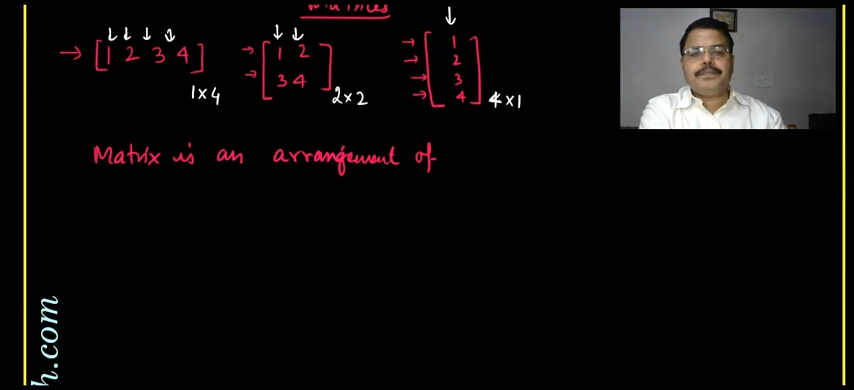 Matrices
→ [1 2 3 4] 1×4 → [1 2 → [1
→ 3 4] 2×2 → 2
→ 3
→ 4] 4×1
Matrix is an arrangement of
h.com